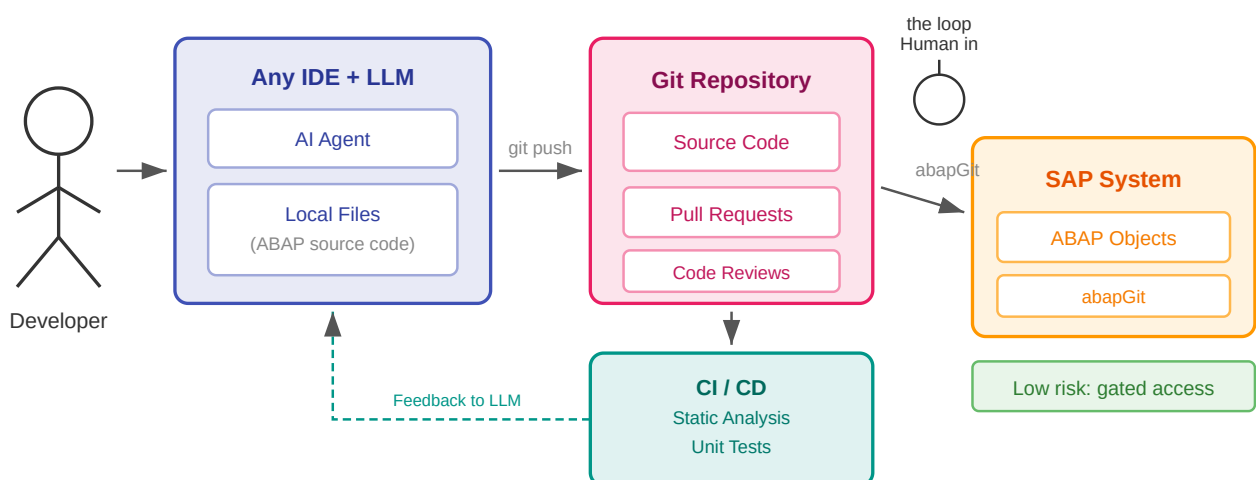 Developer
Any IDE + LLM
AI Agent
Local Files
(ABAP source code)
git push
Git Repository
Source Code
Pull Requests
Code Reviews
the loop
Human in
abapGit
SAP System
ABAP Objects
abapGit
Low risk: gated access
CI / CD
Static Analysis
Unit Tests
Feedback to LLM